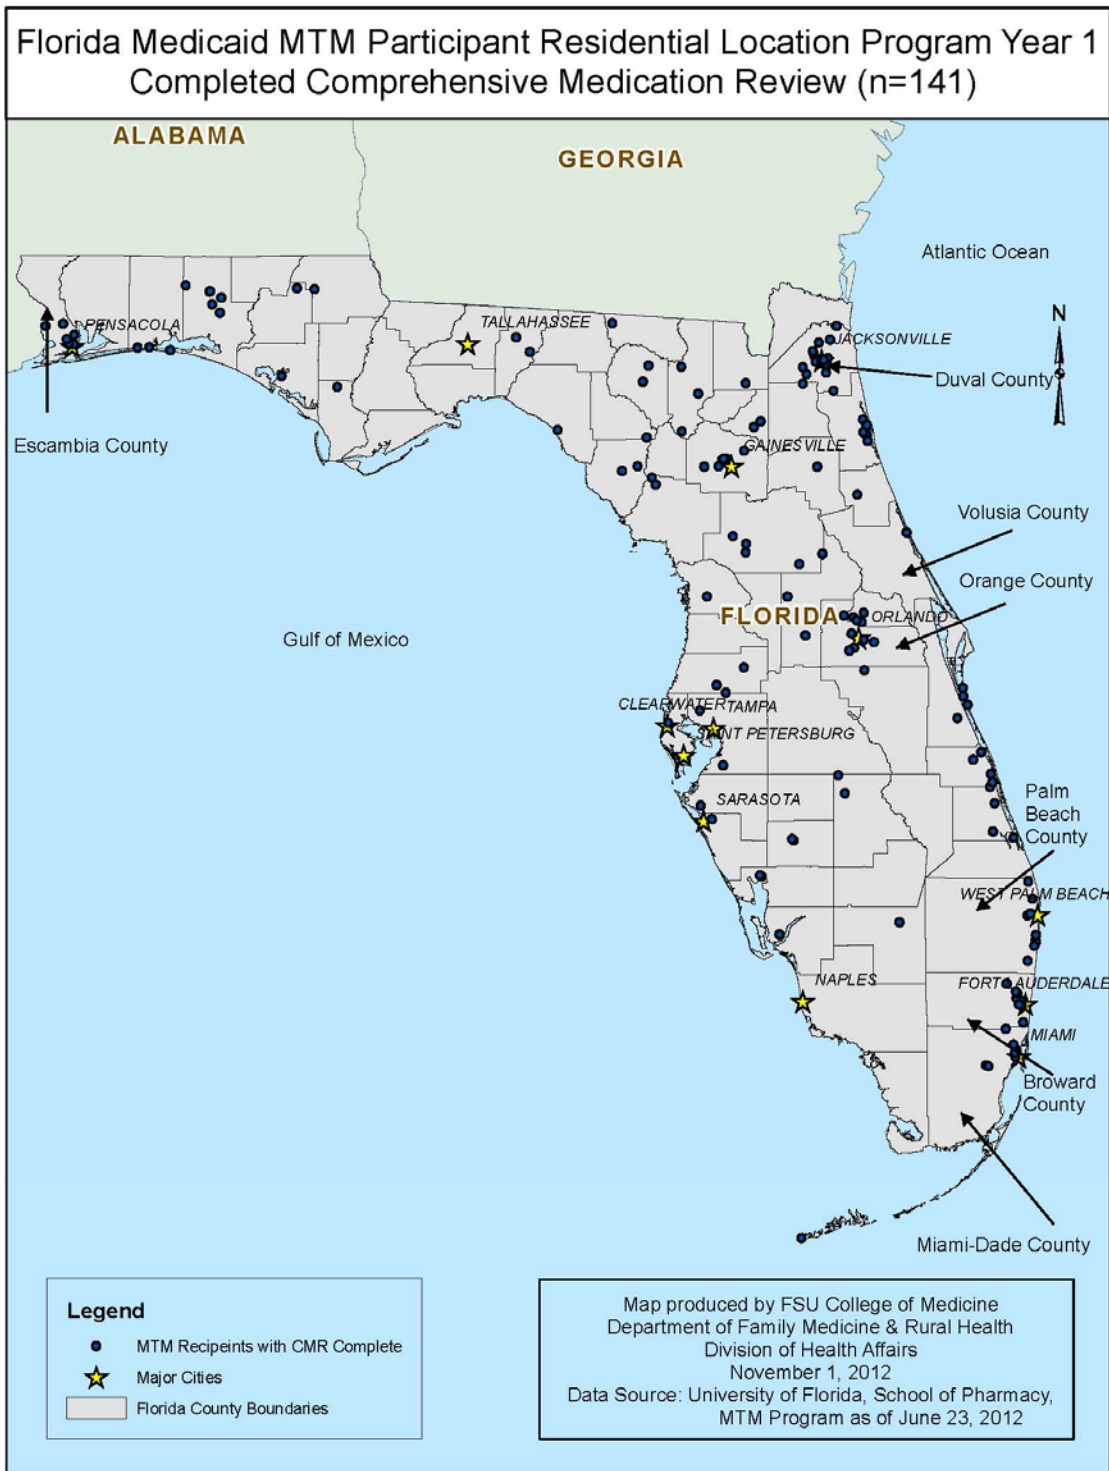 Florida Medicaid MTM Participant Residential Location Program Year 1
Completed Comprehensive Medication Review (n=141)
ALABAMA
GEORGIA
Atlantic Ocean
N
PENSACOLA
TALLAHASSEE
JACKSONVILLE
Duval County
Escambia County
GAINESVILLE
Volusia County
Orange County
FLORIDA
ORLANDO
Gulf of Mexico
CLEARWATER
TAMPA
SAINT PETERSBURG
SARASOTA
Palm
Beach
County
WEST PALM BEACH
NAPLES
FORT LAUDERDALE
MIAMI
Broward
County
Miami-Dade County
Legend
MTM Recipeints with CMR Complete
Major Cities
Florida County Boundaries
Map produced by FSU College of Medicine
Department of Family Medicine & Rural Health
Division of Health Affairs
November 1, 2012
Data Source: University of Florida, School of Pharmacy,
MTM Program as of June 23, 2012